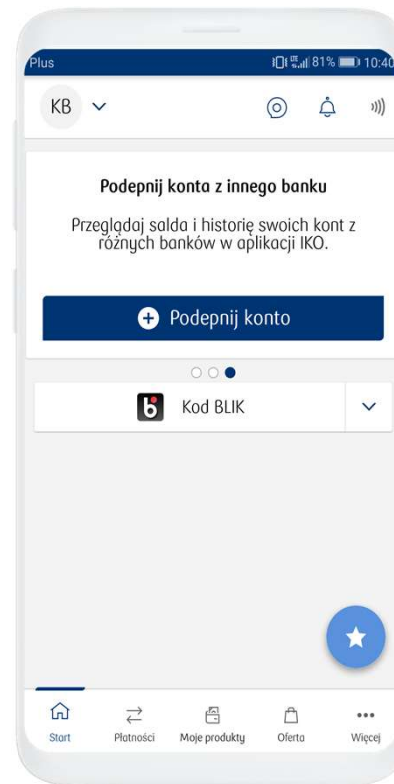 Plus 81% 10:40
KB
Podepnij konta z innego banku
Przeglądaj salda i historię swoich kont z
różnych banków w aplikacji IKO.
Podepnij konto
Kod BLIK
Start Płatności Moje produkty Oferta Więcej